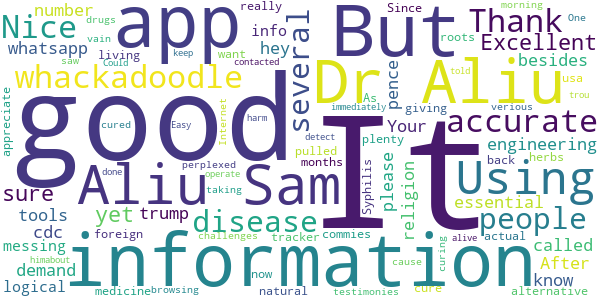 number drugs really morning
Nice app But Thank
vain living info hey Since roots One
whatsapp want Excellent
saw Could besides
whackadoodle several Dr Aliu
keep contacted As told usa
good It pence giving immediately verious trou
appreciate cured Easy Internet harm Your accurate
perplexed pulled detect plenty engineering
done operate months please back herbs
Aliu Sam Using
sure yet trump taking Syphilis religion essential
tools cdc foreign disease people
messing challenges tracker commies actual
demand information called
himabout now cause alive After know
logical medicine browsing natural testimonies cure curing alternative